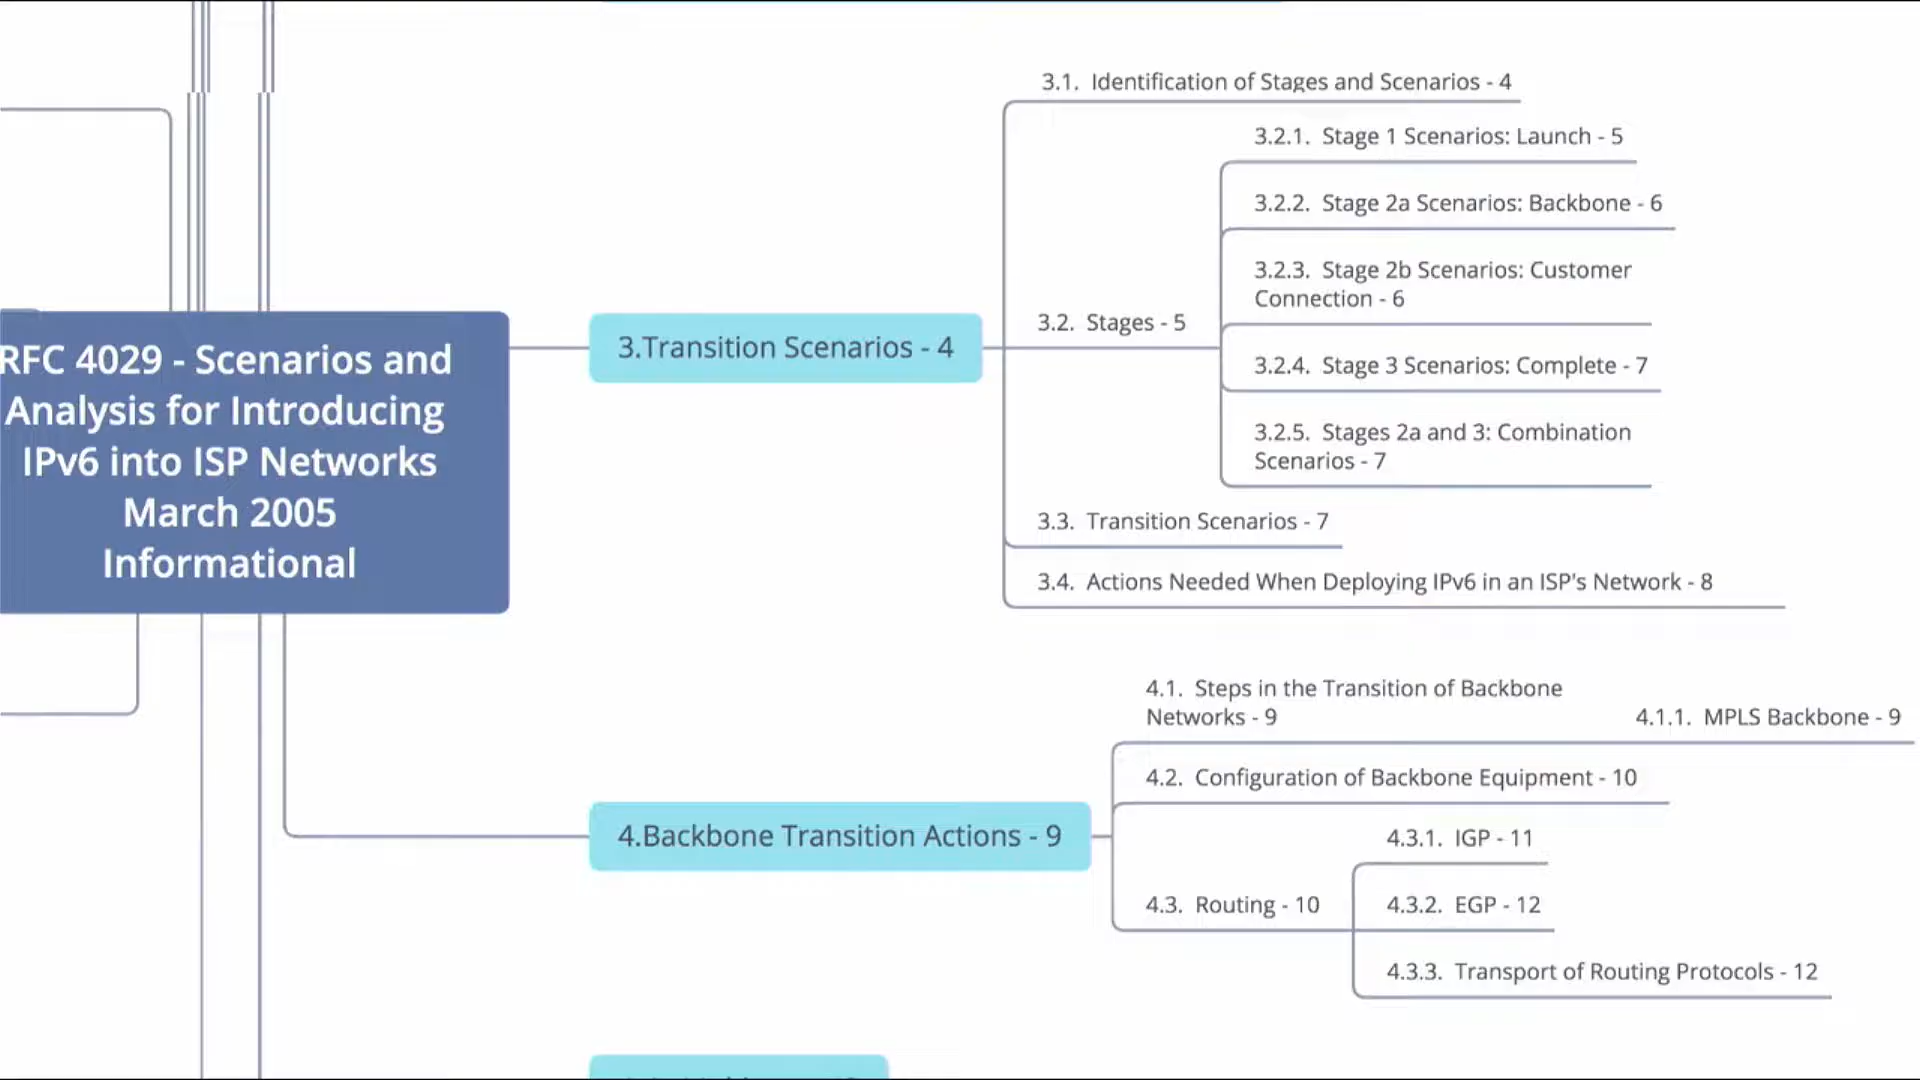 RFC 4029 - Scenarios and
Analysis for Introducing
IPv6 into ISP Networks
March 2005
Informational
3.Transition Scenarios - 4
3.1.  Identification of Stages and Scenarios - 4
3.2.  Stages - 5
3.2.1.  Stage 1 Scenarios: Launch - 5
3.2.2.  Stage 2a Scenarios: Backbone - 6
3.2.3.  Stage 2b Scenarios: Customer
Connection - 6
3.2.4.  Stage 3 Scenarios: Complete - 7
3.2.5.  Stages 2a and 3: Combination
Scenarios - 7
3.3.  Transition Scenarios - 7
3.4.  Actions Needed When Deploying IPv6 in an ISP's Network - 8
4.Backbone Transition Actions - 9
4.1.  Steps in the Transition of Backbone
Networks - 9
4.1.1.  MPLS Backbone - 9
4.2.  Configuration of Backbone Equipment - 10
4.3.  Routing - 10
4.3.1.  IGP - 11
4.3.2.  EGP - 12
4.3.3.  Transport of Routing Protocols - 12